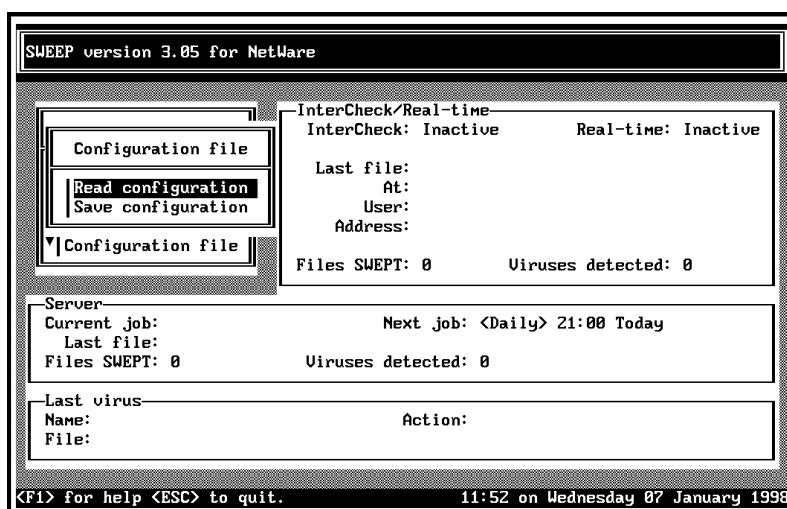 SWEEP version 3.05 for NetWare
Configuration file
Read configuration
Save configuration
Configuration file
InterCheck/Real-time
InterCheck: Inactive Real-time: Inactive
Last file:
At:
User:
Address:
Files SWEPT: 0 Viruses detected: 0
Server
Current job: Next job: <Daily> 21:00 Today
Last file:
Files SWEPT: 0 Viruses detected: 0
Last virus
Name: Action:
File:
<F1> for help <ESC> to quit. 11:52 on Wednesday 07 January 1998